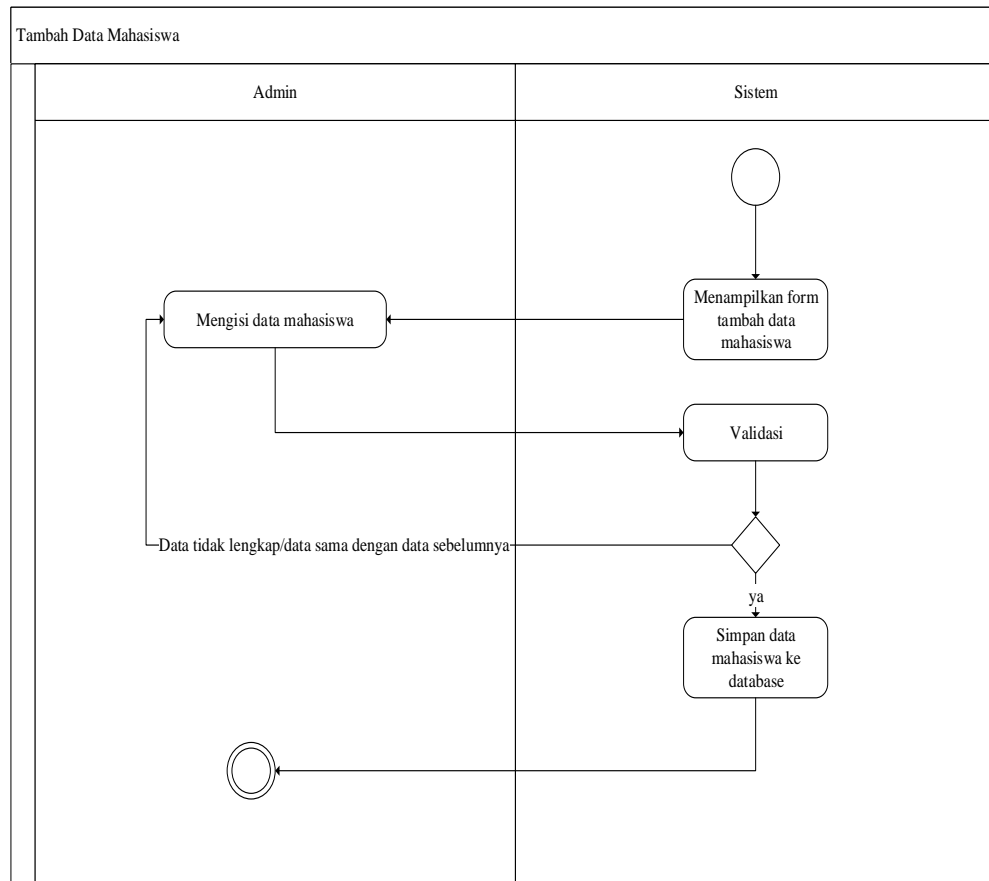 Tambah Data Mahasiswa
Admin
Sistem
Menampilkan form
tambah data
mahasiswa
Mengisi data mahasiswa
Validasi
Data tidak lengkap/data sama dengan data sebelumnya
ya
Simpan data
mahasiswa ke
database